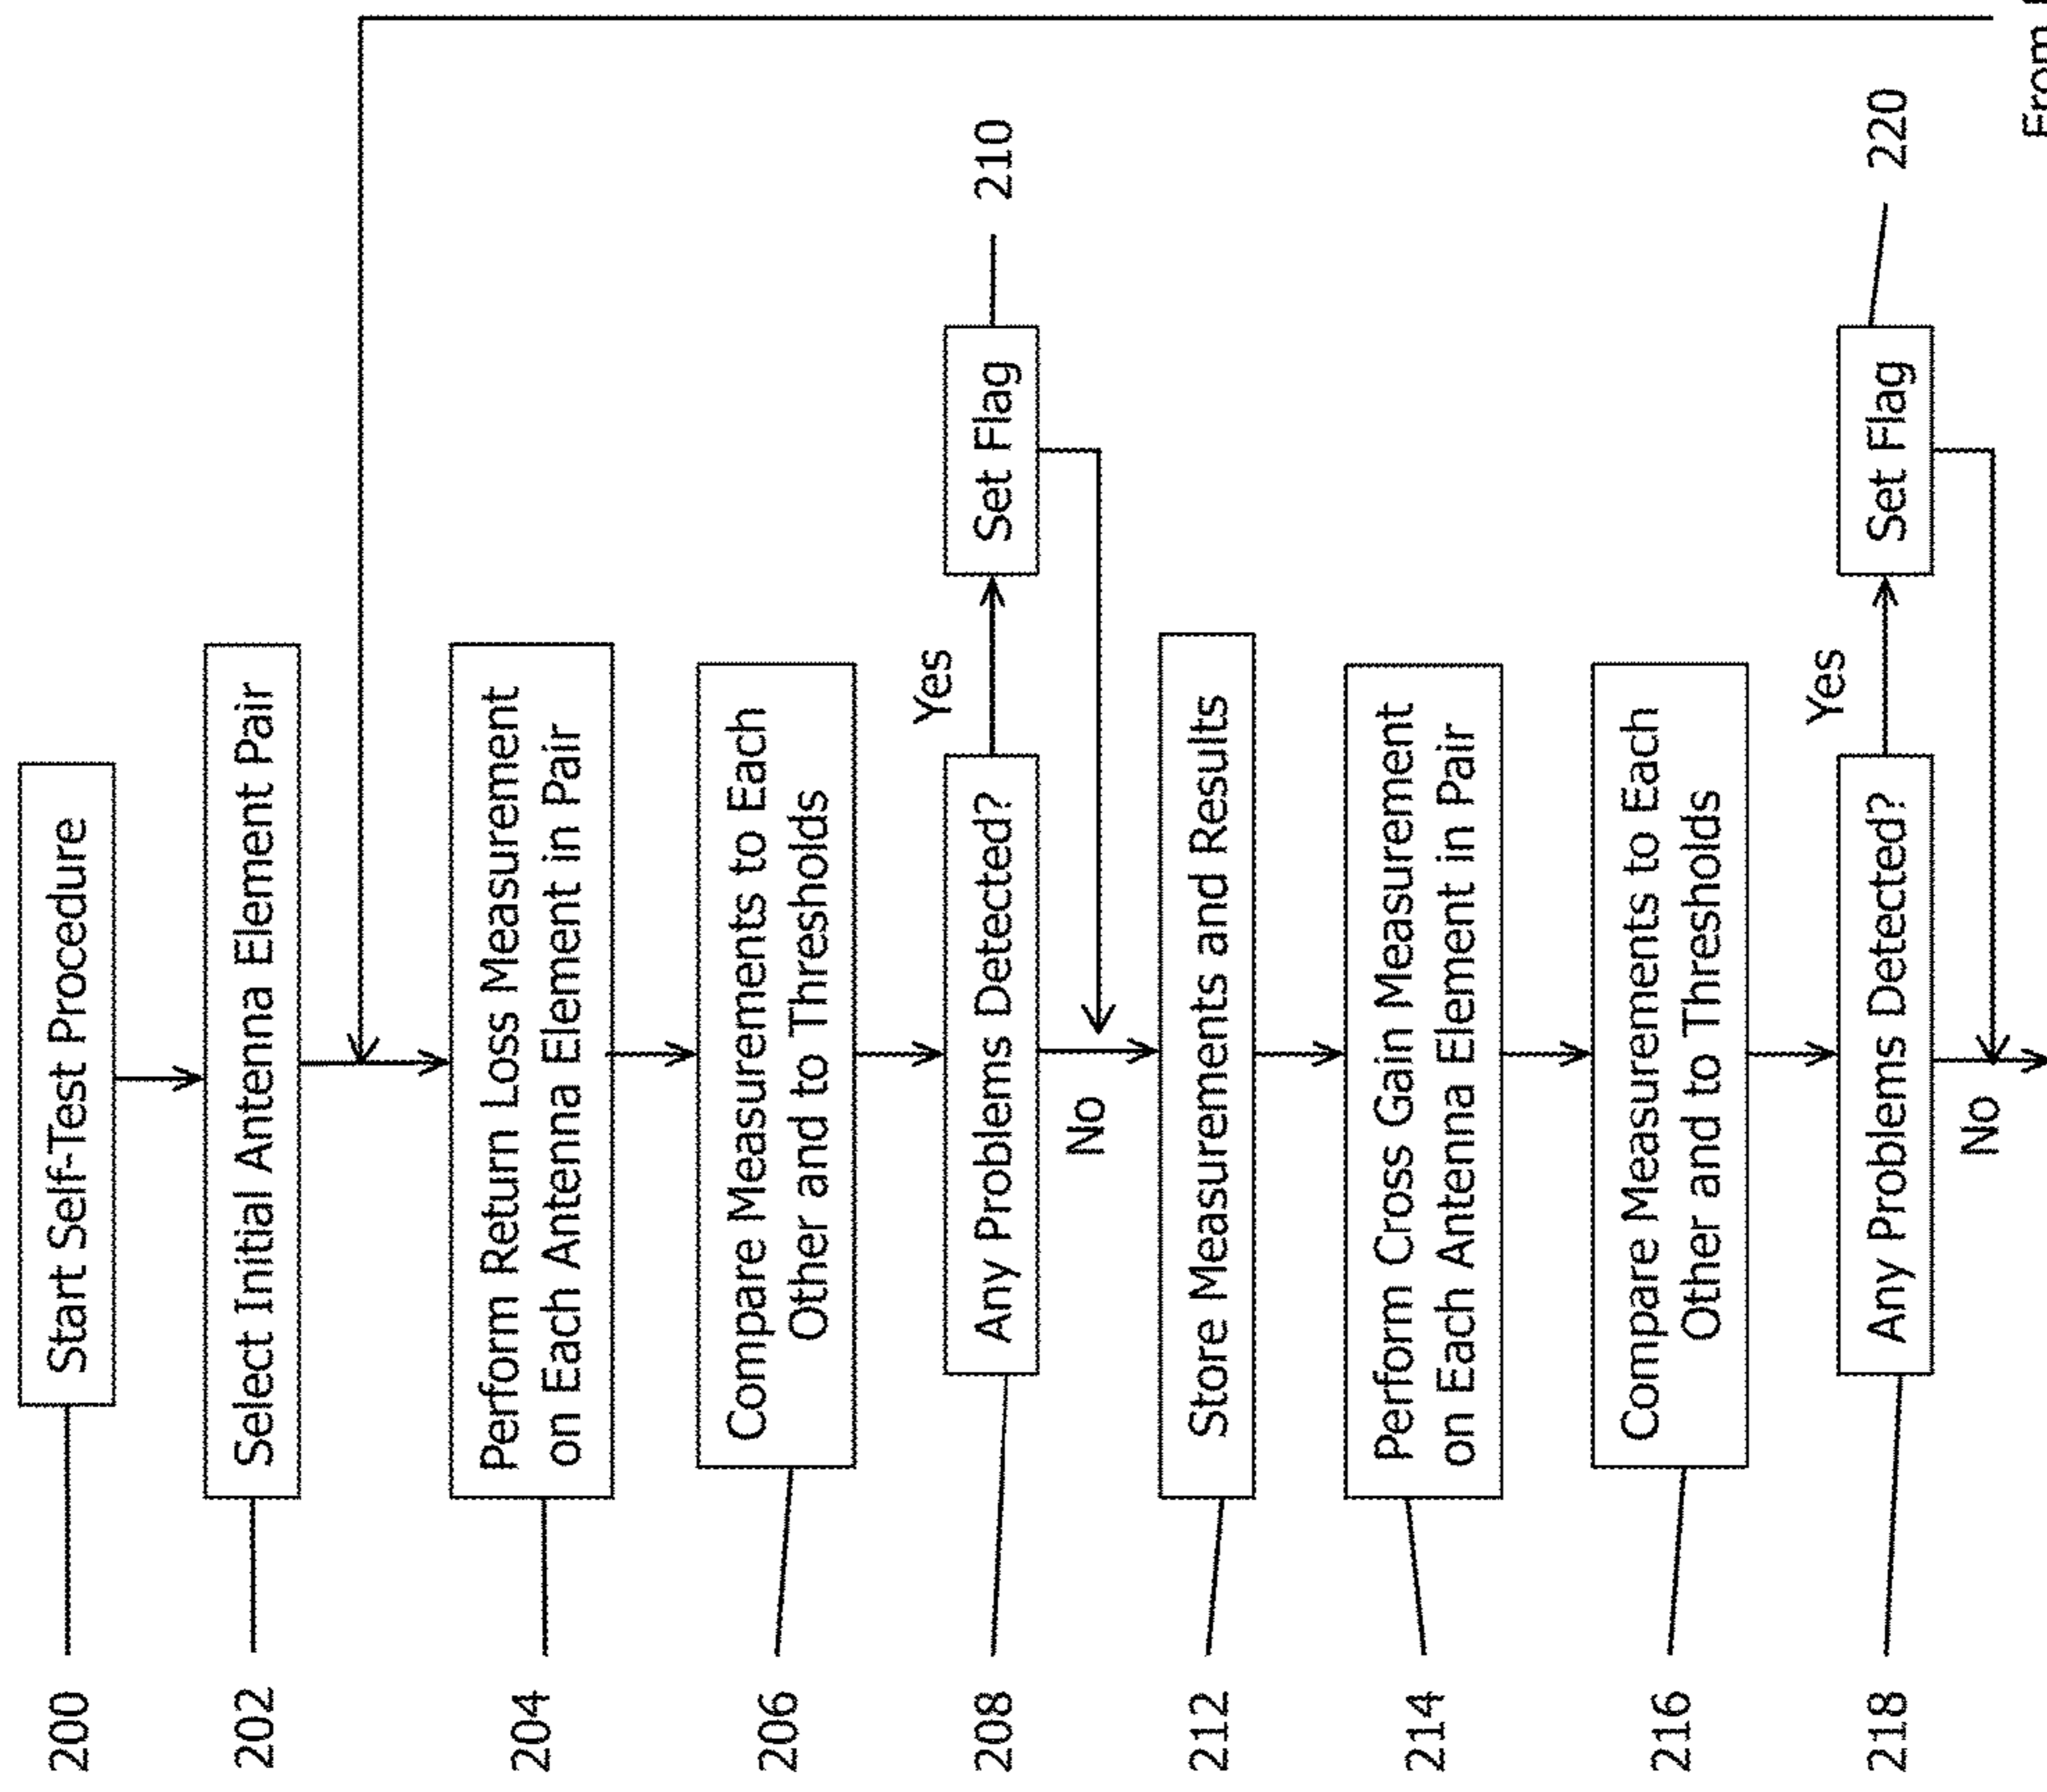 200
Start Self-Test Procedure
202
Select Initial Antenna Element Pair
204
Perform Return Loss Measurement
on Each Antenna Element in Pair
206
Compare Measurements to Each
Other and to Thresholds
208
Any Problems Detected?
Yes
Set Flag
210
No
212
Store Measurements and Results
214
Perform Cross Gain Measurement
on Each Antenna Element in Pair
216
Compare Measurements to Each
Other and to Thresholds
218
Any Problems Detected?
Yes
Set Flag
220
No
From